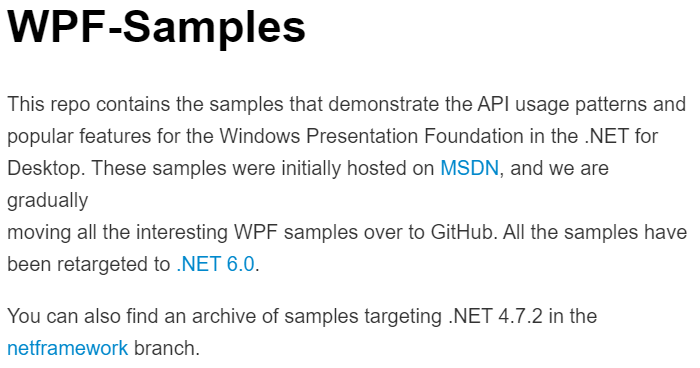 WPF-Samples
This repo contains the samples that demonstrate the API usage patterns and
popular features for the Windows Presentation Foundation in the .NET for
Desktop. These samples were initially hosted on MSDN, and we are
gradually
moving all the interesting WPF samples over to GitHub. All the samples have
been retargeted to .NET 6.0.
You can also find an archive of samples targeting .NET 4.7.2 in the
netframework branch.